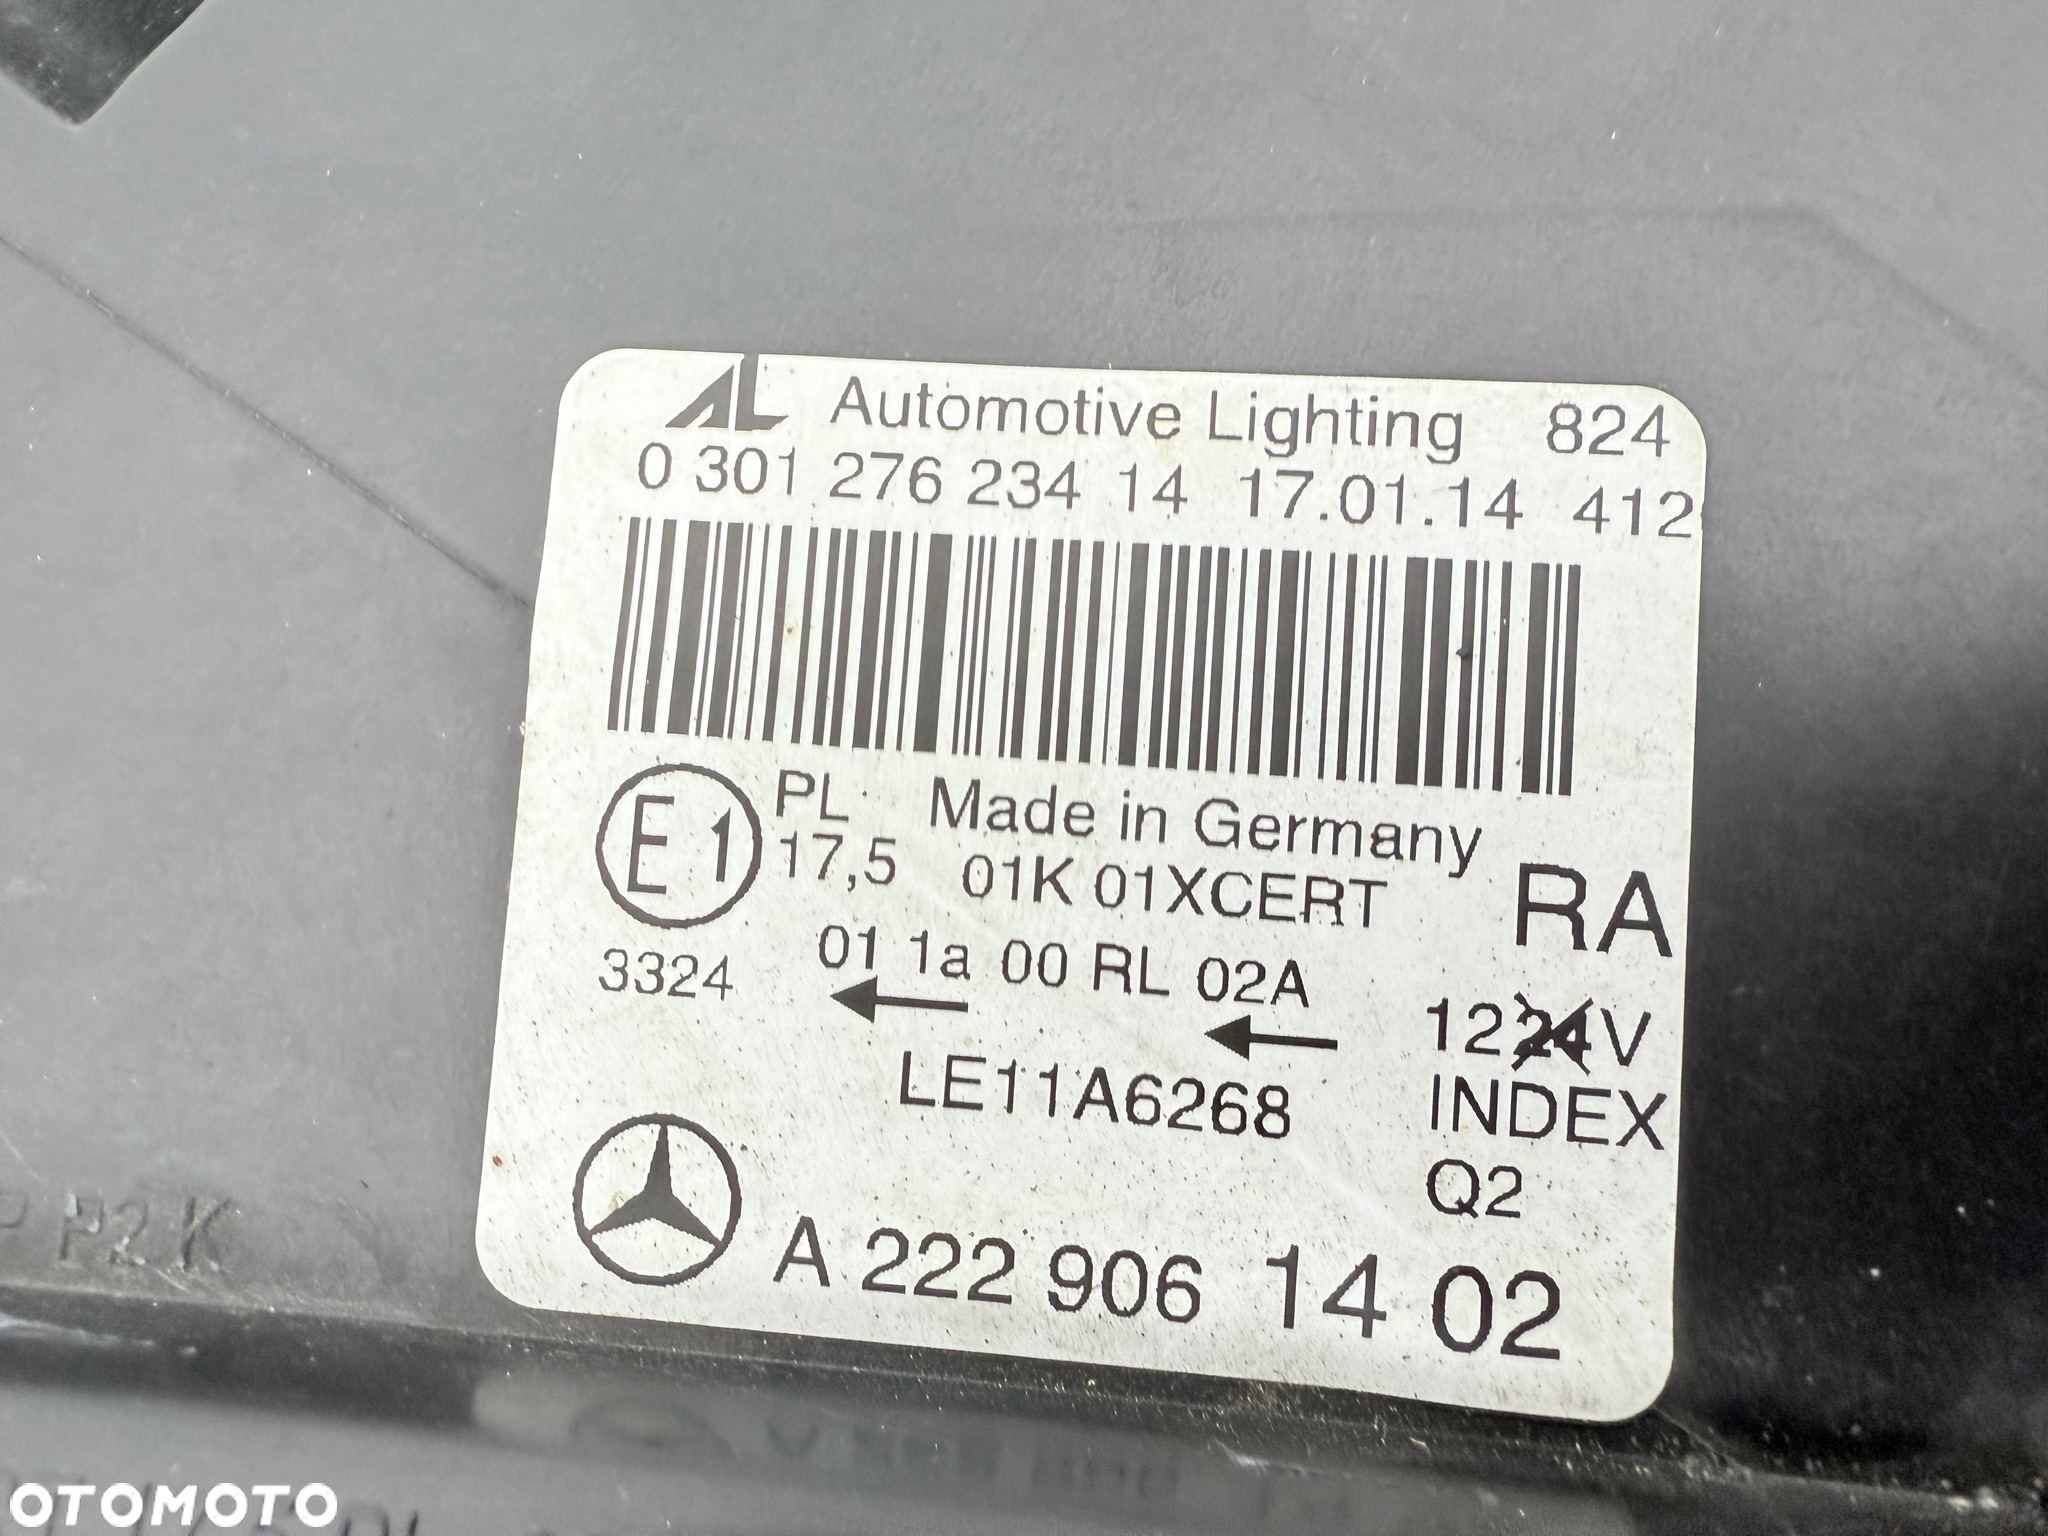 AL Automotive Lighting 824
0 301 276 234 14 17.01.14 412
E1 PL Made in Germany
17,5 01K 01XCERT RA
3324 01 1a 00 RL 02A
1224V
LE11A6268 INDEX
Q2
A 222 906 14 02
P P2K
OTOMOTO